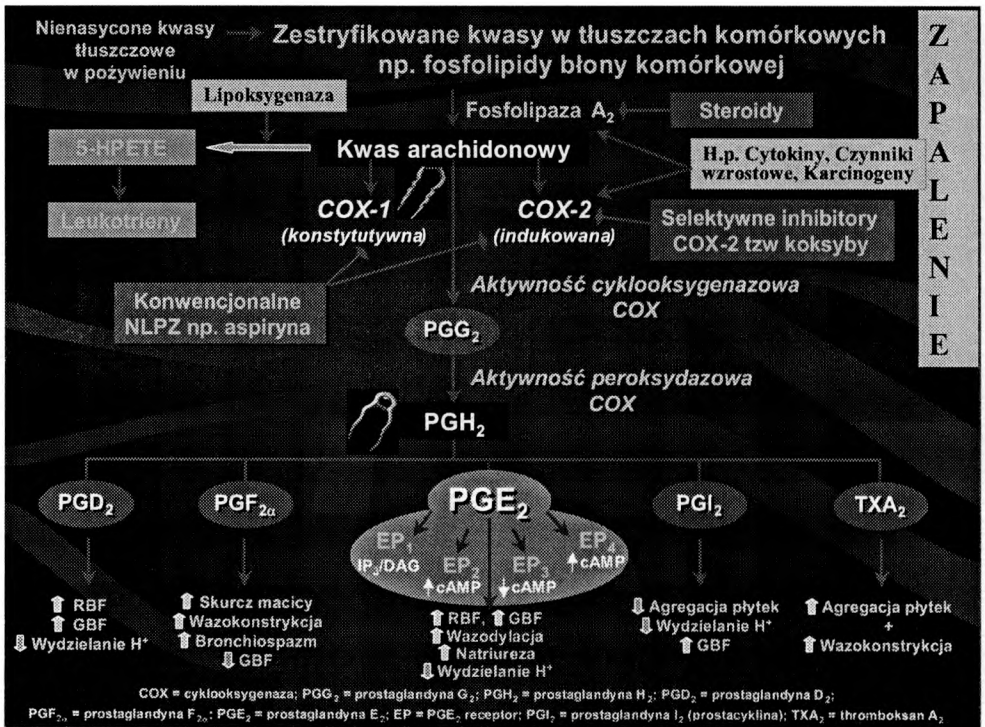 Nienasycone kwasy
tłuszczowe
w pożywieniu
Zestryfikowane kwasy w tłuszczach komórkowych
np. fosfolipidy błony komórkowej
ZAPALENIE
Lipoksygenaza
Fosfolipaza A₂
Steroidy
5-HPETE
Kwas arachidonowy
H.p. Cytokiny, Czynniki
wzrostowe, Karcinogeny
Leukotrieny
COX-1
(konstytutywna)
COX-2
(indukowana)
Selektywne inhibitory
COX-2 tzw koksyby
Konwencjonalne
NLPZ np. aspiryna
Aktywność cyklooksygenazowa
COX
PGG₂
Aktywność peroksydazowa
COX
PGH₂
PGD₂
PGF₂α
PGE₂
PGI₂
TXA₂
EP₁
IP₃/DAG
EP₂
⬆cAMP
EP₃
⬇cAMP
EP₄
⬆cAMP
⇧ RBF
⇧ GBF
⇩ Wydzielanie H⁺
⇧ Skurcz macicy
⇧ Wazokonstrukcja
⇧ Bronchiospazm
⇩ GBF
⇧ RBF, ⇧ GBF
⇧ Wazodylacja
⇧ Natriureza
⇩ Wydzielanie H⁺
⇩ Agregacja płytek
⇩ Wydzielanie H⁺
⇧ GBF
⇧ Agregacja płytek
+
⇧ Wazokonstrukcja
COX = cyklooksygenaza; PGG₂ = prostaglandyna G₂; PGH₂ = prostaglandyna H₂; PGD₂ = prostaglandyna D₂;
PGF₂α = prostaglandyna F₂α; PGE₂ = prostaglandyna E₂; EP = PGE₂ receptor; PGI₂ = prostaglandyna I₂ (prostacyklina); TXA₂ = thromboksan A₂